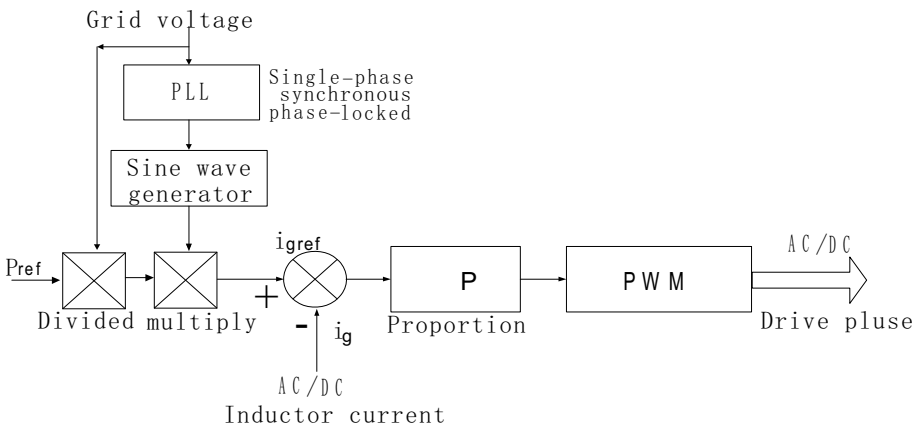 Grid voltage
PLL
Single-phase
synchronous
phase-locked
Sine wave
generator
Pref
Divided
multiply
igref
+
-
ig
AC/DC
Inductor current
P
Proportion
PWM
AC/DC
Drive pluse